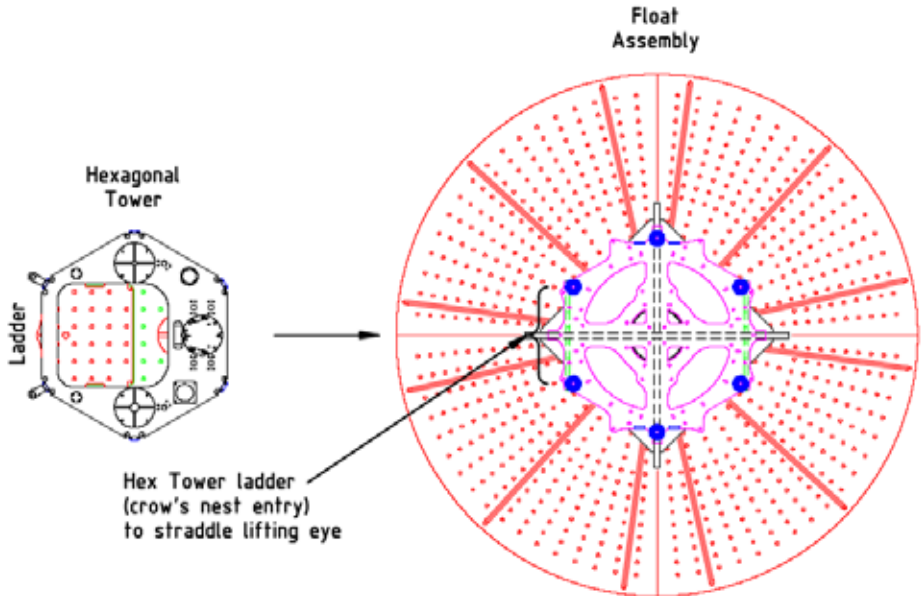 Float
Assembly
Hexagonal
Tower
Ladder
Hex Tower ladder
(crow's nest entry)
to straddle lifting eye